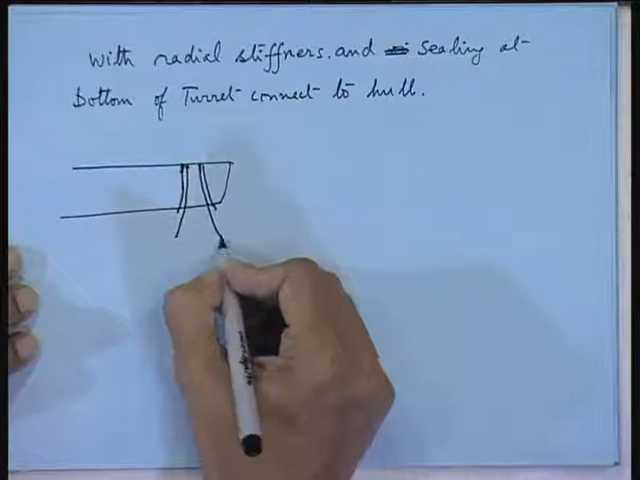 With radial stiffners. and Sealing at
bottom of Turret connect to hull.